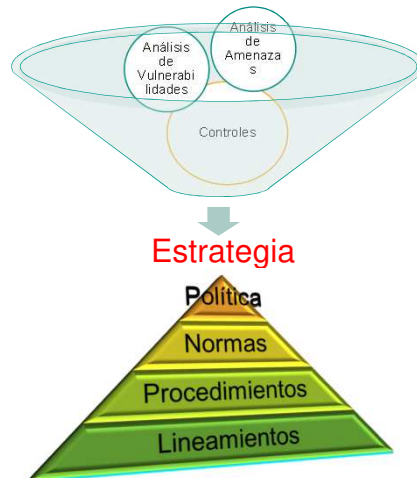 Análisis
de
Vulnerabi
lidades
Análisis
de
Amenaza
s
Controles
Estrategia
Política
Normas
Procedimientos
Lineamientos